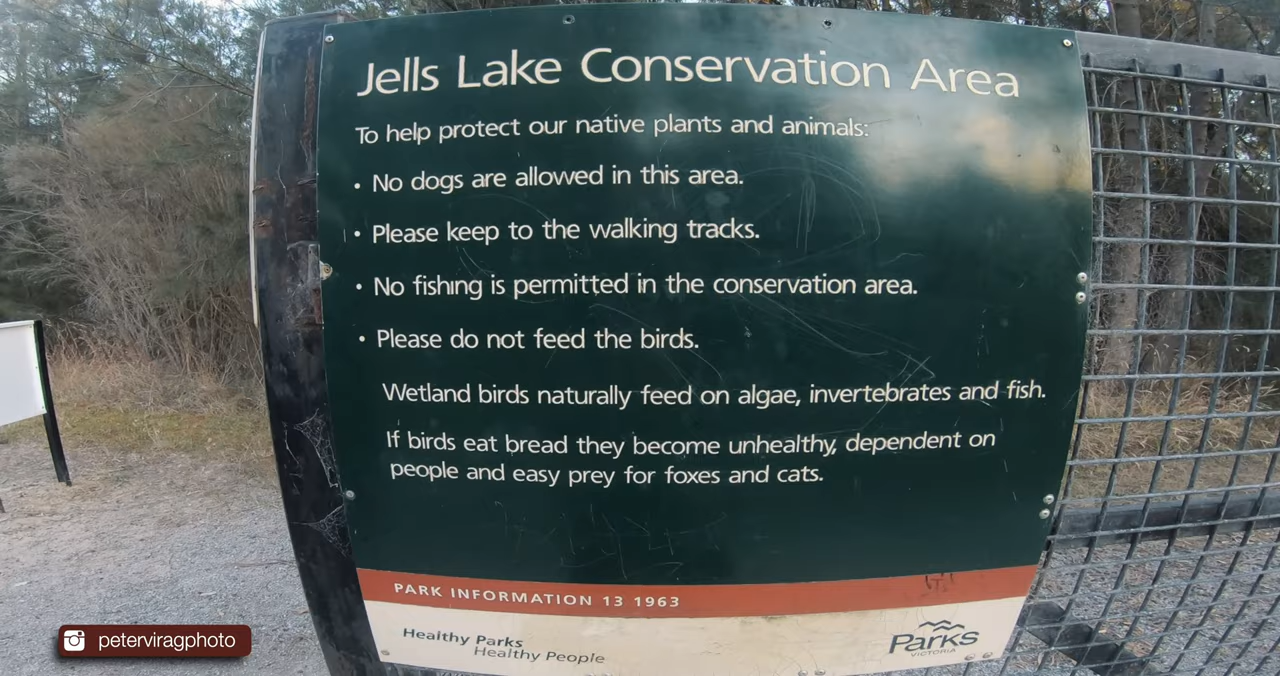 Jells Lake Conservation Area
To help protect our native plants and animals:
• No dogs are allowed in this area.
• Please keep to the walking tracks.
• No fishing is permitted in the conservation area.
• Please do not feed the birds.
Wetland birds naturally feed on algae, invertebrates and fish.
If birds eat bread they become unhealthy, dependent on
people and easy prey for foxes and cats.
PARK INFORMATION 13 1963
Healthy Parks
Healthy People
Parks
VICTORIA
peterviragphoto